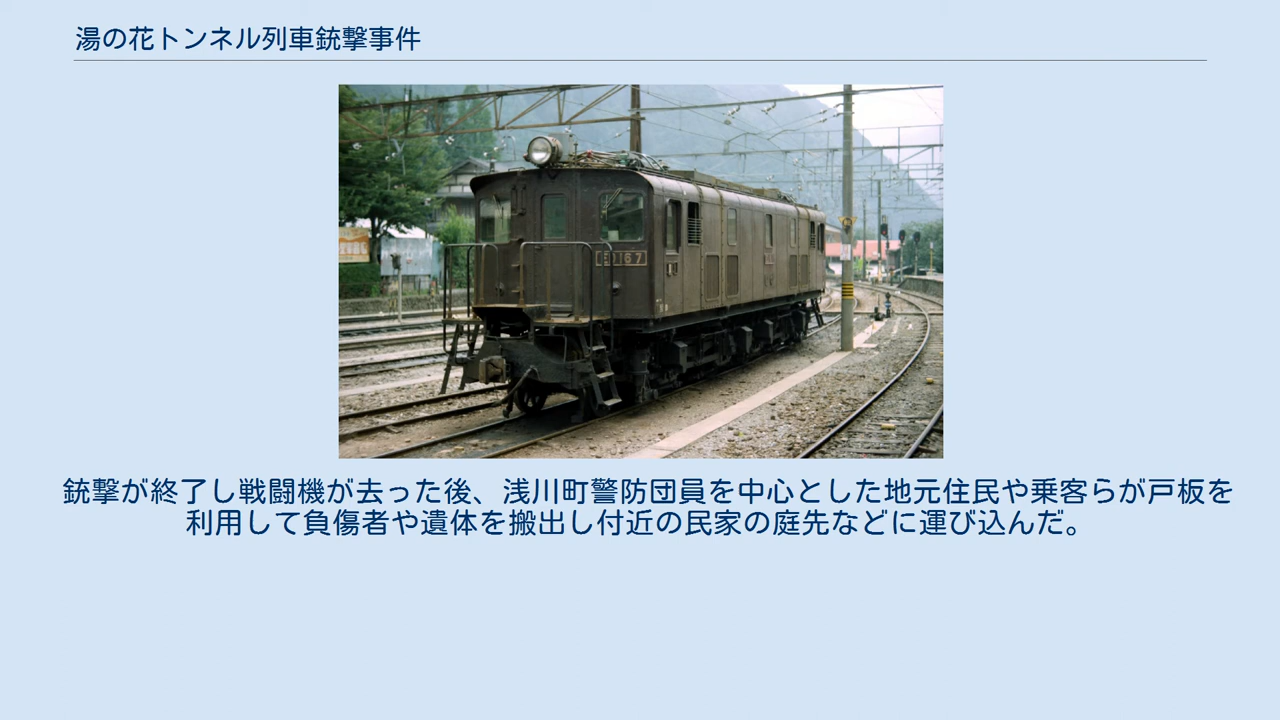 湯の花トンネル列車銃撃事件
銃撃が終了し戦闘機が去った後、浅川町警防団員を中心とした地元住民や乗客らが戸板を
利用して負傷者や遺体を搬出し付近の民家の庭先などに運び込んだ。